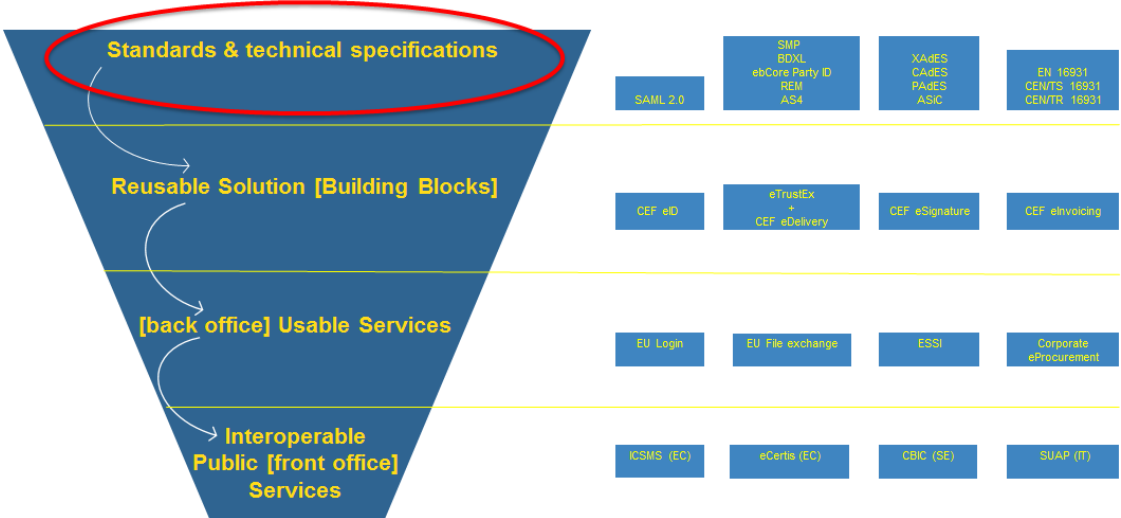 Standards & technical specifications
SAML 2.0
SMP
BDXL
ebCore Party ID
REM
AS4
XAdES
CAdES
PAdES
ASiC
EN 16931
CEN/TS 16931
CEN/TR 16931
Reusable Solution [Building Blocks]
CEF eID
eTrustEx
+
CEF eDelivery
CEF eSignature
CEF eInvoicing
[back office] Usable Services
EU Login
EU File exchange
ESSI
Corporate
eProcurement
Interoperable
Public [front office]
Services
ICSMS (EC)
eCertis (EC)
CBIC (SE)
SUAP (IT)